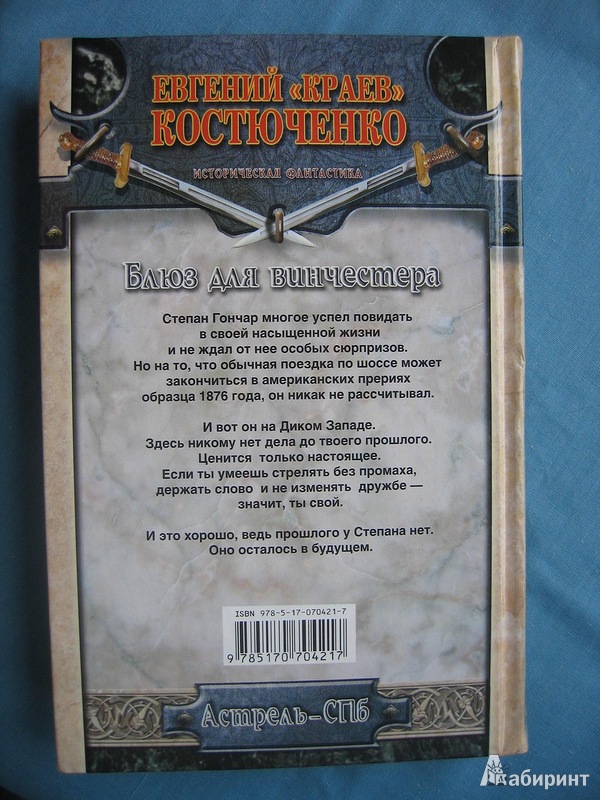 ЕВГЕНИЙ «КРАЕВ»
КОСТЮЧЕНКО
ИСТОРИЧЕСКАЯ ФАНТАСТИКА
Блюз для винчестера
Степан Гончар многое успел повидать
в своей насыщенной жизни
и не ждал от нее особых сюрпризов.
Но на то, что обычная поездка по шоссе может
закончиться в американских прериях
образца 1876 года, он никак не рассчитывал.
И вот он на Диком Западе.
Здесь никому нет дела до твоего прошлого.
Ценится только настоящее.
Если ты умеешь стрелять без промаха,
держать слово и не изменять дружбе —
значит, ты свой.
И это хорошо, ведь прошлого у Степана нет.
Оно осталось в будущем.
ISBN 978-5-17-070421-7
9 785170 704217
Астрель–СПб
Лабиринт